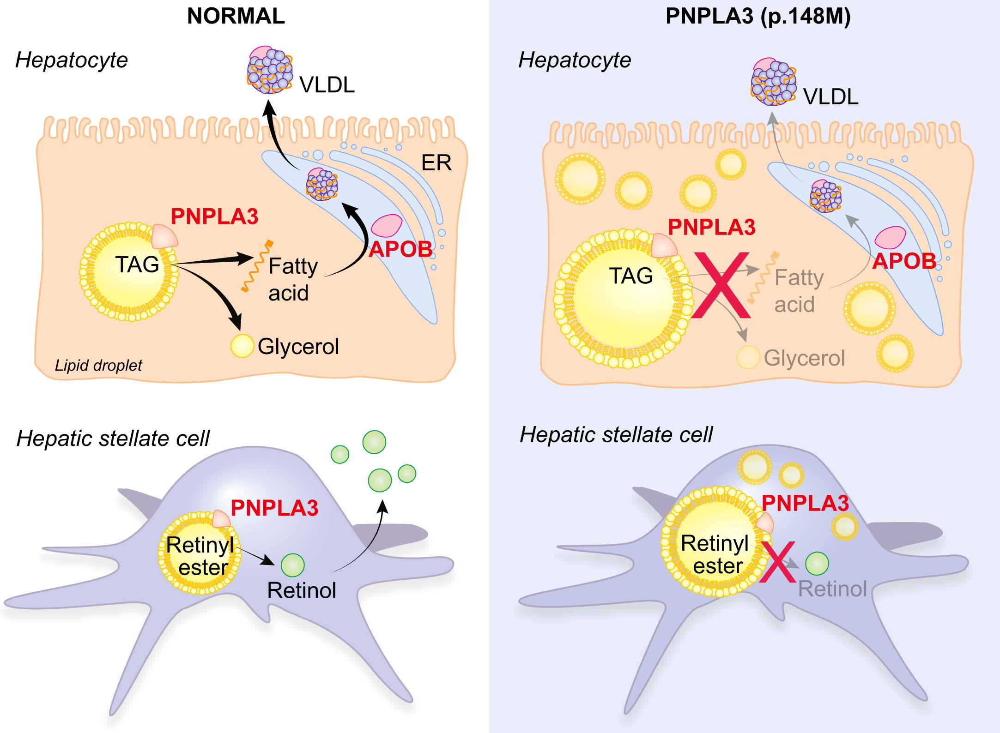 NORMAL
Hepatocyte
VLDL
ER
PNPLA3
APOB
TAG
Fatty
acid
Glycerol
Lipid droplet
Hepatic stellate cell
PNPLA3
Retinyl
ester
Retinol
PNPLA3 (p.148M)
Hepatocyte
VLDL
PNPLA3
APOB
TAG
Fatty
acid
Glycerol
Hepatic stellate cell
PNPLA3
Retinyl
ester
Retinol